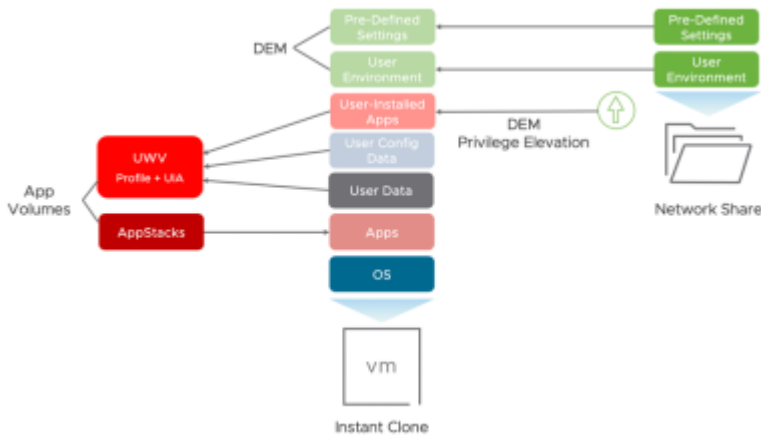 Pre-Defined
Settings
Pre-Defined
Settings
DEM
User
Environment
User
Environment
User-Installed
Apps
DEM
Privilege Elevation
UWV
Profile + UIA
User Config
Data
User Data
App
Volumes
Network Share
AppStacks
Apps
OS
vm
Instant Clone